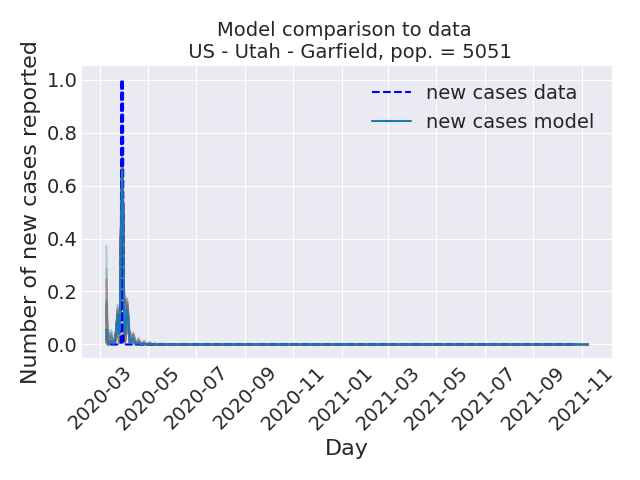 Model comparison to data
US - Utah - Garfield, pop. = 5051
Number of new cases reported
1.0
0.8
0.6
0.4
0.2
0.0
new cases data
new cases model
2020-03
2020-05
2020-07
2020-09
2020-11
2021-01
2021-03
2021-05
2021-07
2021-09
2021-11
Day